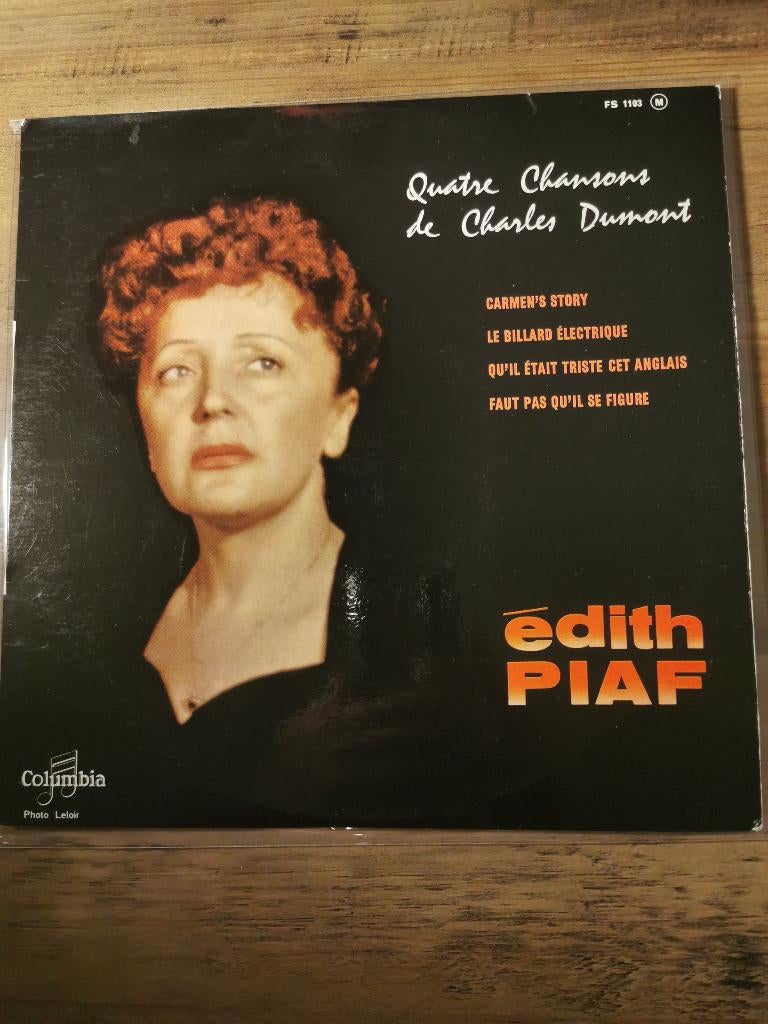 FS 1103 M
Quatre Chansons
de Charles Dumont
CARMEN'S STORY
LE BILLARD ÉLECTRIQUE
QU'IL ÉTAIT TRISTE CET ANGLAIS
FAUT PAS QU'IL SE FIGURE
édith
PIAF
Columbia
Photo Leloir